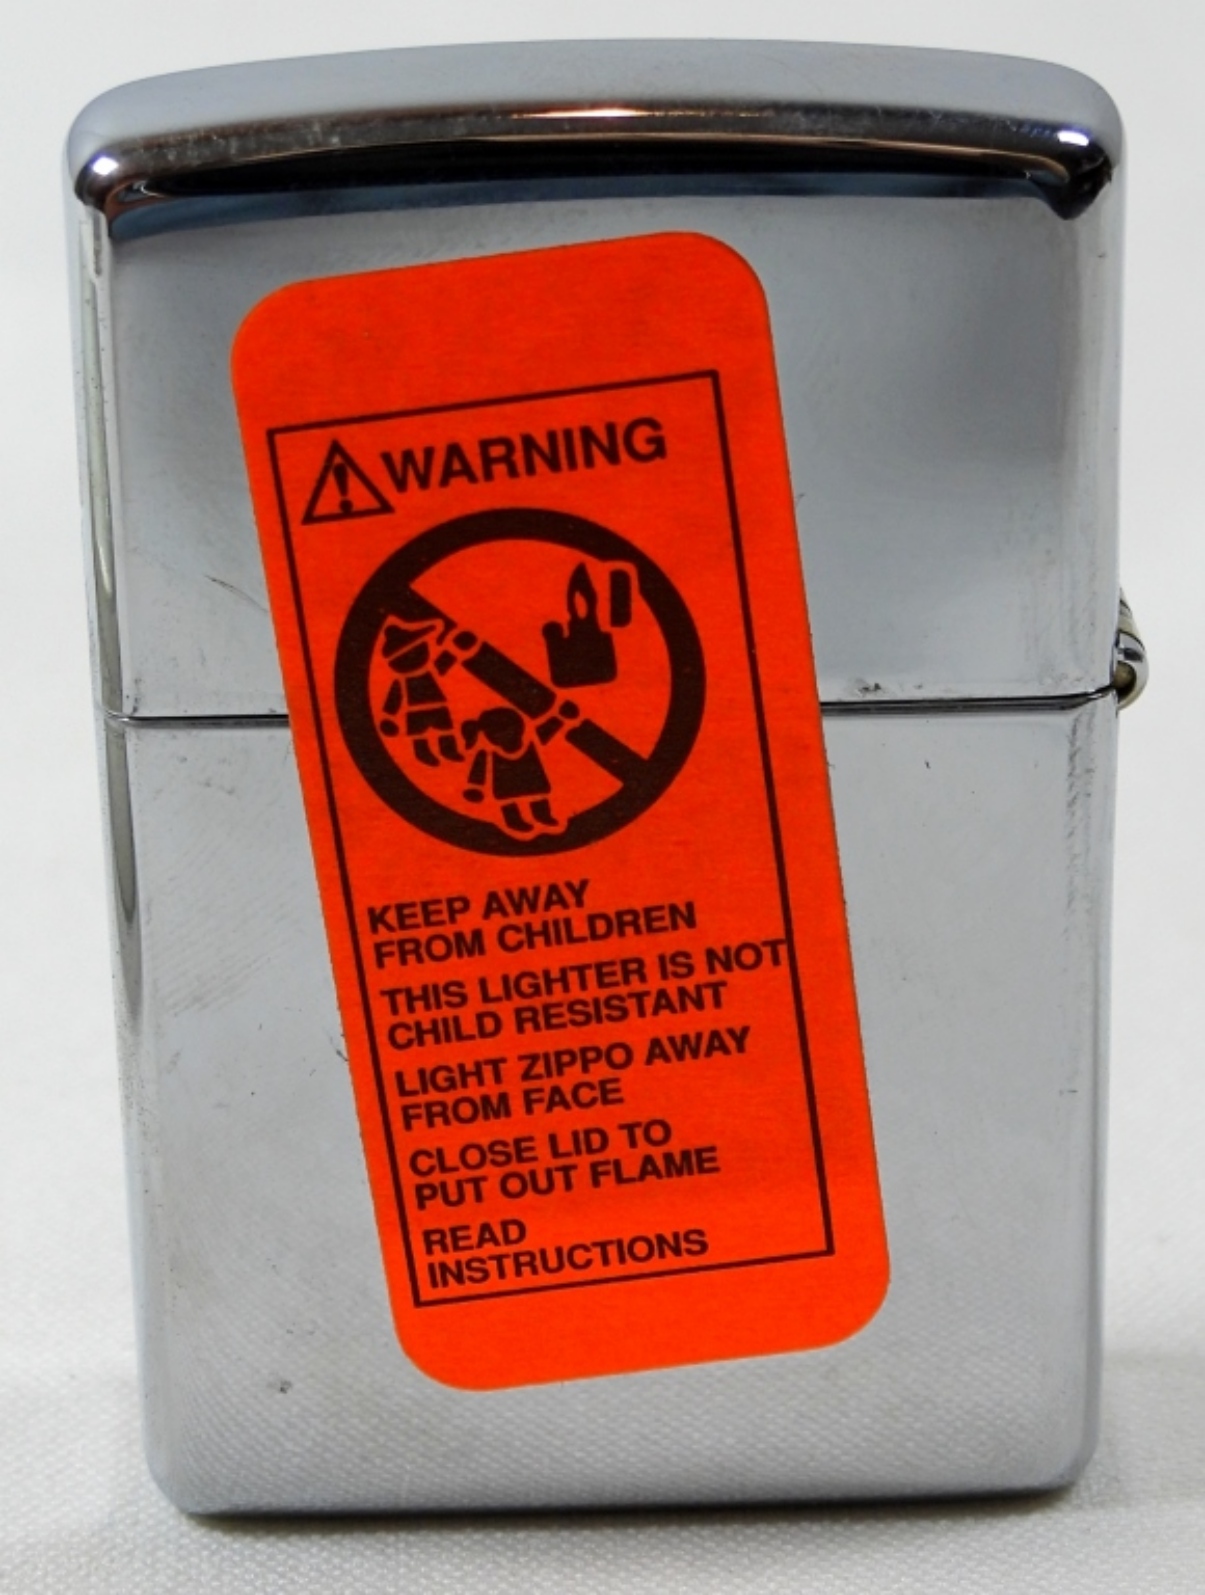 WARNING
KEEP AWAY
FROM CHILDREN
THIS LIGHTER IS NOT
CHILD RESISTANT
LIGHT ZIPPO AWAY
FROM FACE
CLOSE LID TO
PUT OUT FLAME
READ
INSTRUCTIONS